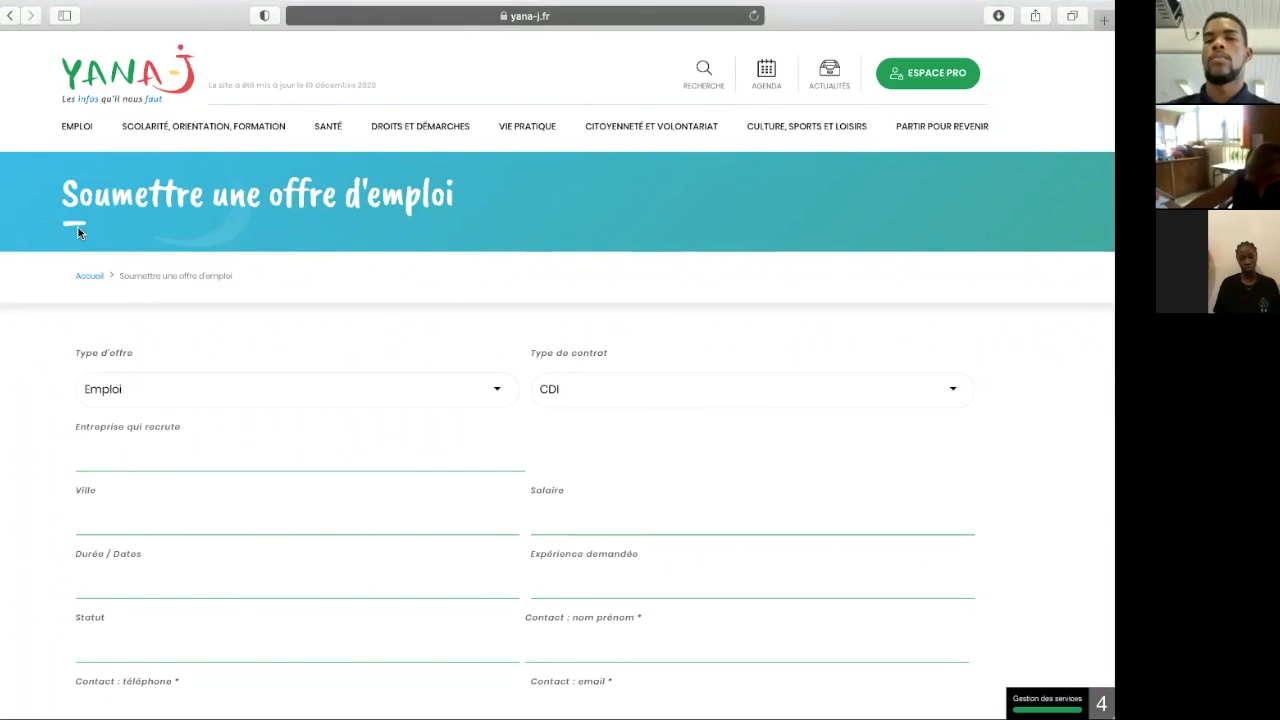 yana-j.fr
YANA-J
Les infos qu'il nous faut
Le site a été mis à jour le 10 décembre 2020
RECHERCHE
AGENDA
ACTUALITÉS
ESPACE PRO
EMPLOI SCOLARITÉ, ORIENTATION, FORMATION SANTÉ DROITS ET DÉMARCHES VIE PRATIQUE CITOYENNETÉ ET VOLONTARIAT CULTURE, SPORTS ET LOISIRS PARTIR POUR REVENIR
Soumettre une offre d'emploi
Accueil > Soumettre une offre d'emploi
Type d'offre
Type de contrat
Emploi
CDI
Entreprise qui recrute
Ville
Salaire
Durée / Dates
Expérience demandée
Statut
Contact : nom prénom *
Contact : téléphone *
Contact : email *
Gestion des services
4